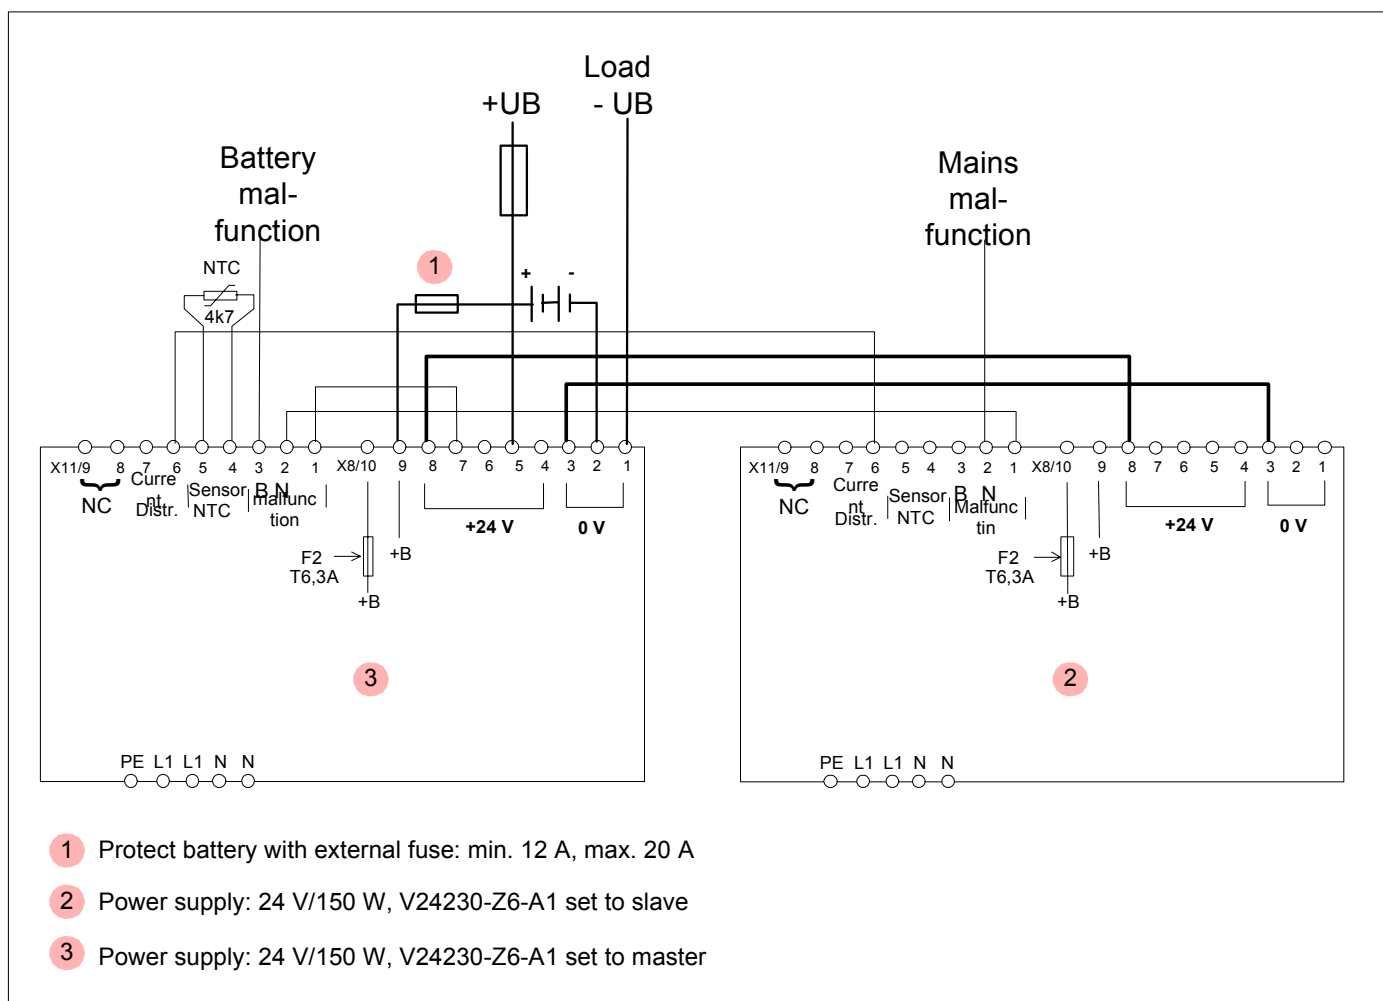 Load
+UB
- UB
Battery
mal-
function
Mains
mal-
function
NTC
4k7
1
+ -
X11/9 8 7 6 5 4 3 2 1 X8/10 9 8 7 6 5 4 3 2 1
NC
Curre
nt
Distr.
Sensor
NTC
B N
malfunc
tion
+24 V
0 V
F2
T6,3A
+B
+B
3
PE L1 L1 N N
X11/9 8 7 6 5 4 3 2 1 X8/10 9 8 7 6 5 4 3 2 1
NC
Curre
nt
Distr.
Sensor
NTC
B N
Malfunc
tin
+24 V
0 V
F2
T6,3A
+B
+B
2
PE L1 L1 N N
1 Protect battery with external fuse: min. 12 A, max. 20 A
2 Power supply: 24 V/150 W, V24230-Z6-A1 set to slave
3 Power supply: 24 V/150 W, V24230-Z6-A1 set to master